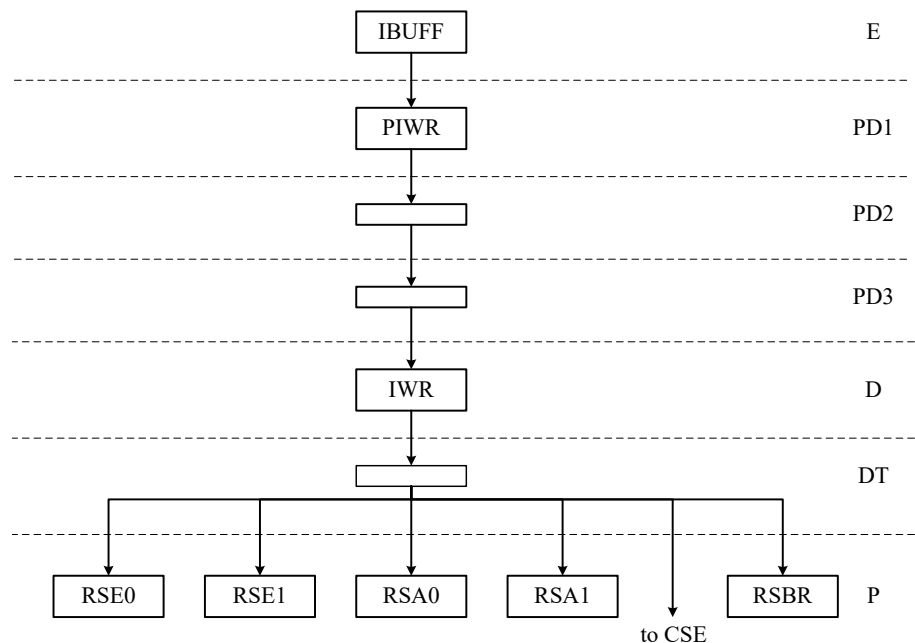 IBUFF
E
PIWR
PD1
PD2
PD3
IWR
D
DT
RSE0
RSE1
RSA0
RSA1
RSBR
P
to CSE